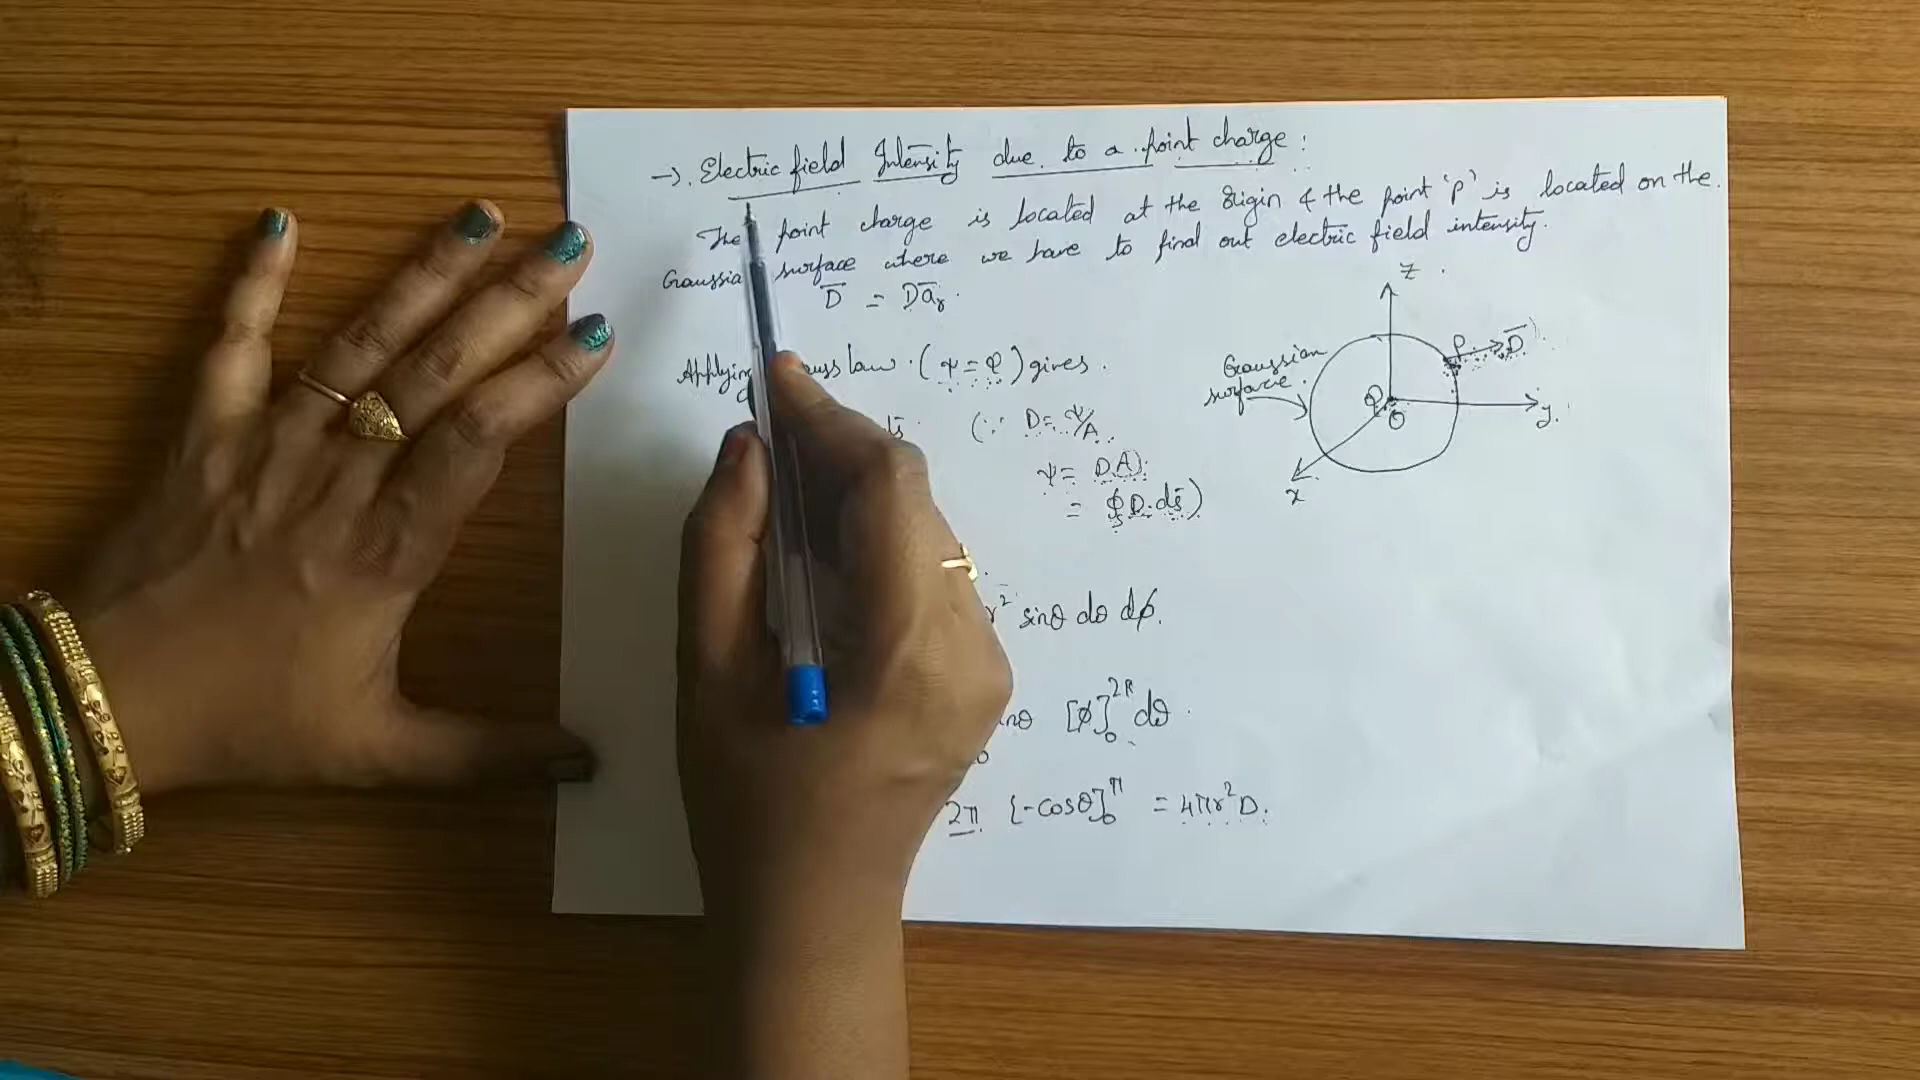 →. Electric field Intensity due to a point charge :
The point charge is located at the origin & the point 'p' is located on the
Gaussian surface where we have to find out electric field intensity.
D̅ = D a̅r.
Applying law. (ψ = Q) gives.
ds̅. (∵ D = ψ/A
ψ = D.A
= ∮s D. ds̅)
r² sinθ dθ dϕ.
[ϕ]₀^2π dθ
2π [-cosθ]₀^π = 4πr²D.
Z
P D̅
Gaussian
surface.
Q
O
y
x